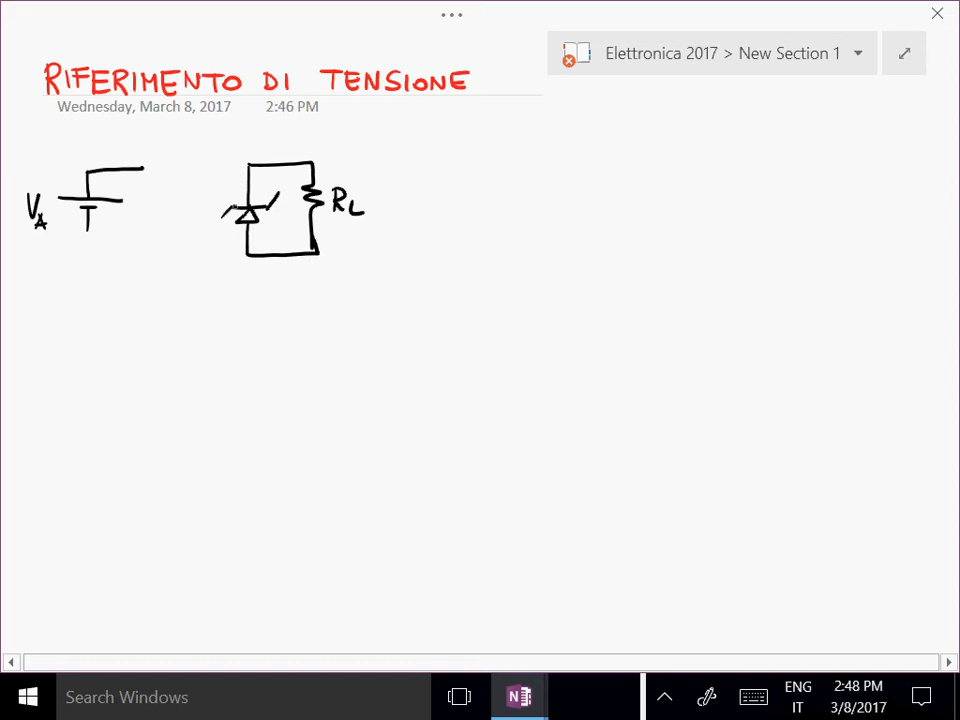 Elettronica 2017 > New Section 1
RIFERIMENTO DI TENSIONE
Wednesday, March 8, 2017 2:46 PM
VA
RL
Search Windows
N
ENG
IT
2:48 PM
3/8/2017